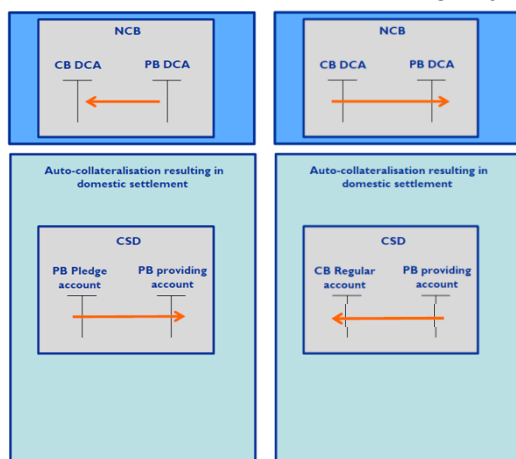 NCB
CB DCA PB DCA
Auto-collateralisation resulting in
domestic settlement
CSD
PB Pledge PB providing
account account
NCB
CB DCA PB DCA
Auto-collateralisation resulting in
domestic settlement
CSD
CB Regular PB providing
account account